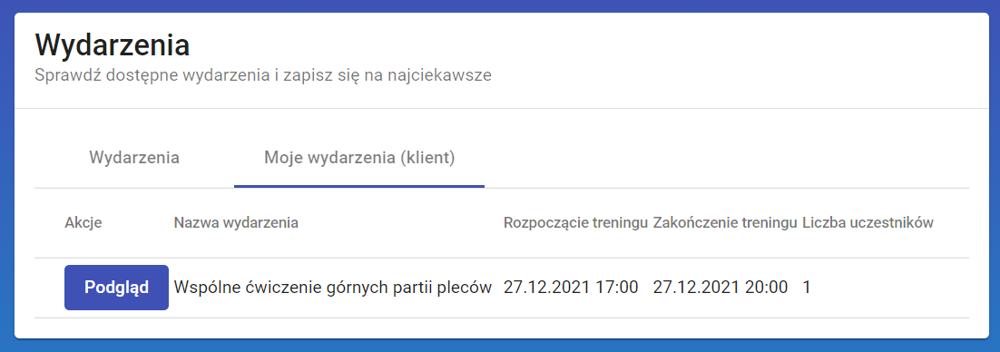 Wydarzenia
Sprawdź dostępne wydarzenia i zapisz się na najciekawsze
Wydarzenia Moje wydarzenia (klient)
Akcje Nazwa wydarzenia Rozpoczącie treningu Zakończenie treningu Liczba uczestników
Podgląd Wspólne ćwiczenie górnych partii pleców 27.12.2021 17:00 27.12.2021 20:00 1